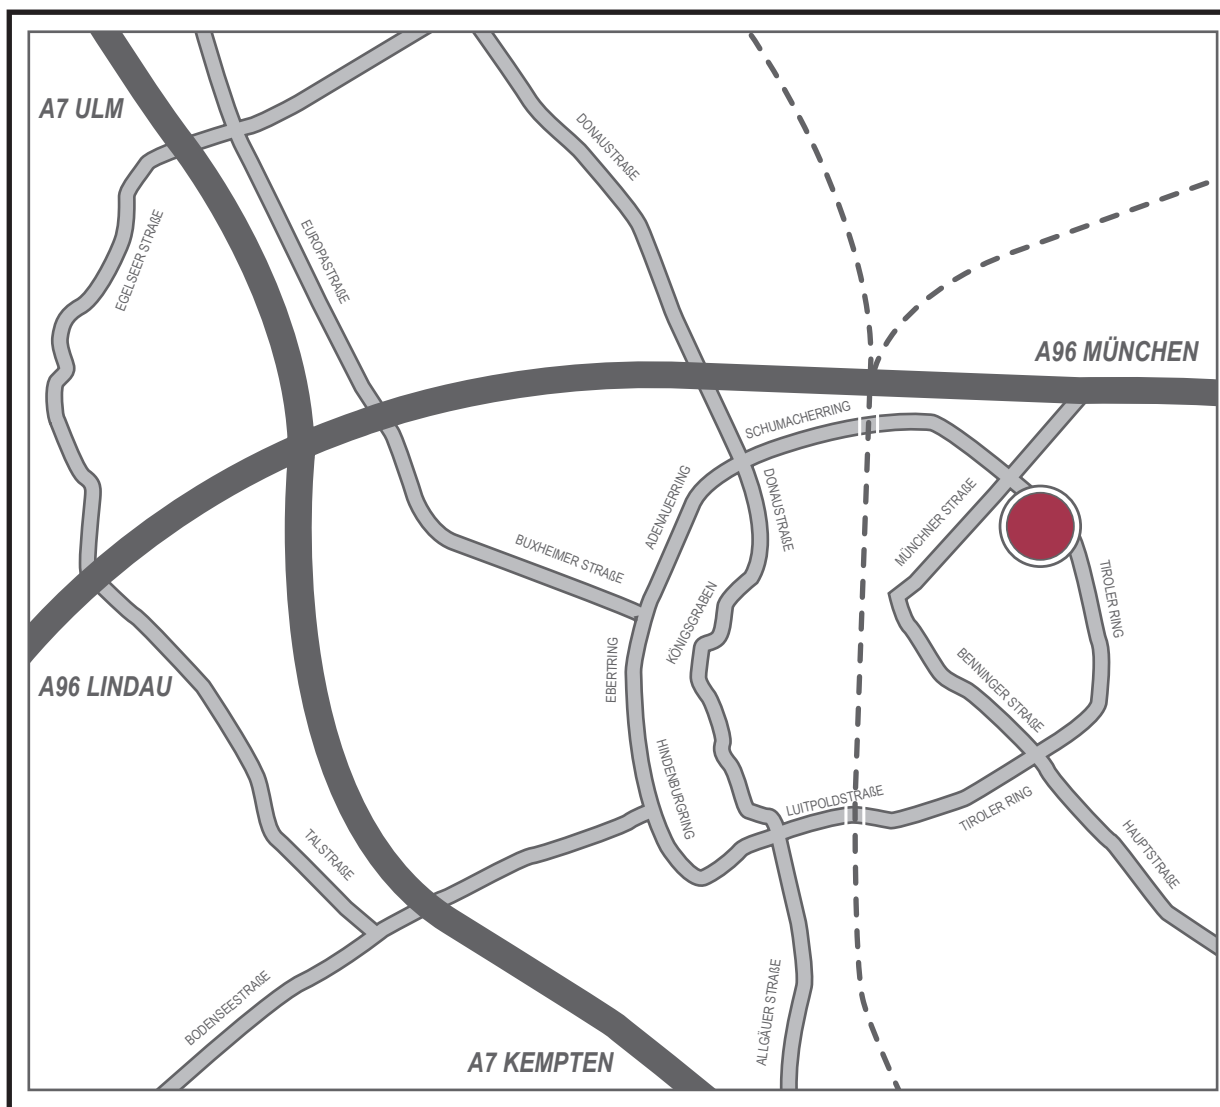 A7 ULM
DONAUSTRAßE
EGELSEER STRAßE
EUROPASTRAßE
A96 MÜNCHEN
SCHUMACHERRING
ADENAUERRING
DONAUSTRAßE
MÜNCHNER STRAßE
BUXHEIMER STRAßE
TIROLER RING
KÖNIGSGRABEN
EBERTRING
A96 LINDAU
BENNINGER STRAßE
HINDENBURGRING
LUITPOLDSTRAßE
TIROLER RING
TALSTRAßE
HAUPTSTRAßE
BODENSEESTRAßE
ALLGÄUER STRAßE
A7 KEMPTEN